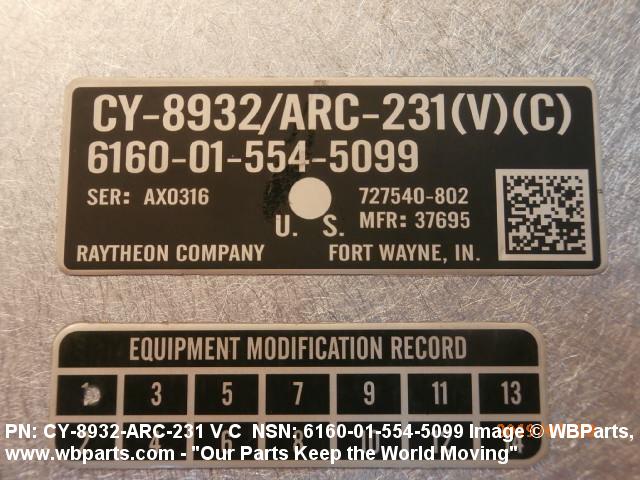 CY-8932/ARC-231(V)(C)
6160-01-554-5099
SER: AX0316
727540-802
MFR: 37695
U. S.
RAYTHEON COMPANY FORT WAYNE, IN.
EQUIPMENT MODIFICATION RECORD
1 3 5 7 9 11 13
PN: CY-8932-ARC-231 V C NSN: 6160-01-554-5099 Image © WBParts,
www.wbparts.com - "Our Parts Keep the World Moving"